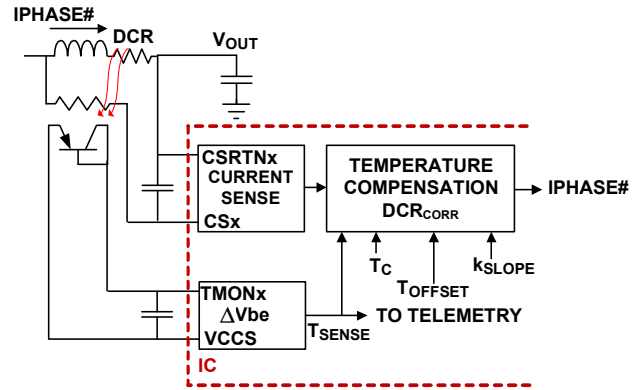 IPHASE#
DCR
VOUT
CSRTNx
CURRENT
SENSE
CSx
TEMPERATURE
COMPENSATION
DCRCORR
IPHASE#
TC
TOFFSET
kSLOPE
TMONx
ΔVbe
VCCS
TSENSE
TO TELEMETRY
IC